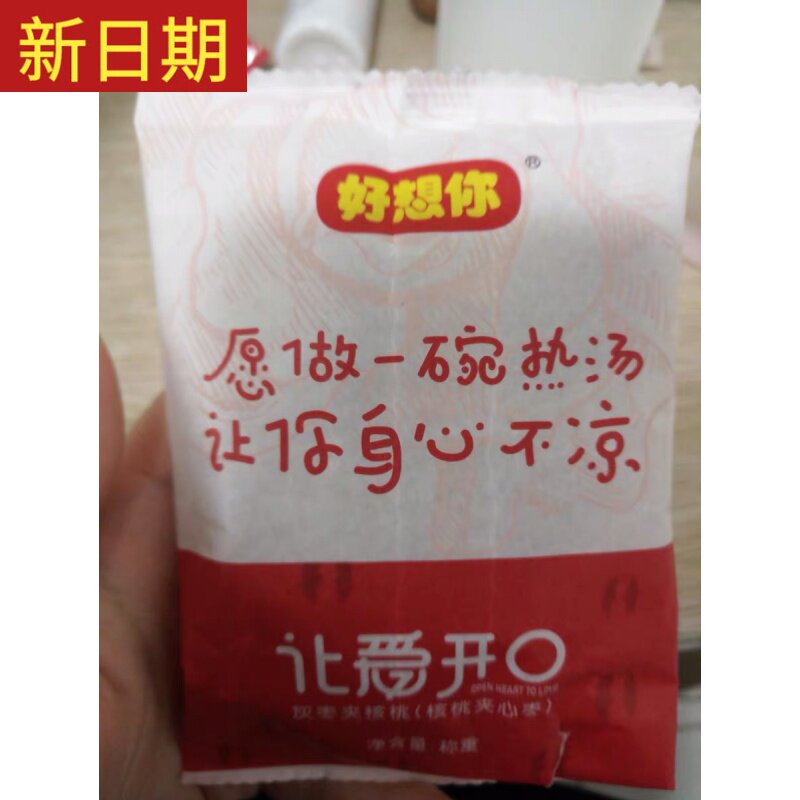 新日期
好想你®
愿做一碗热汤
让你身心不凉
让爱开口
OPEN HEART TO LOVE
灰枣夹核桃(核桃夹心枣)
净含量:称重